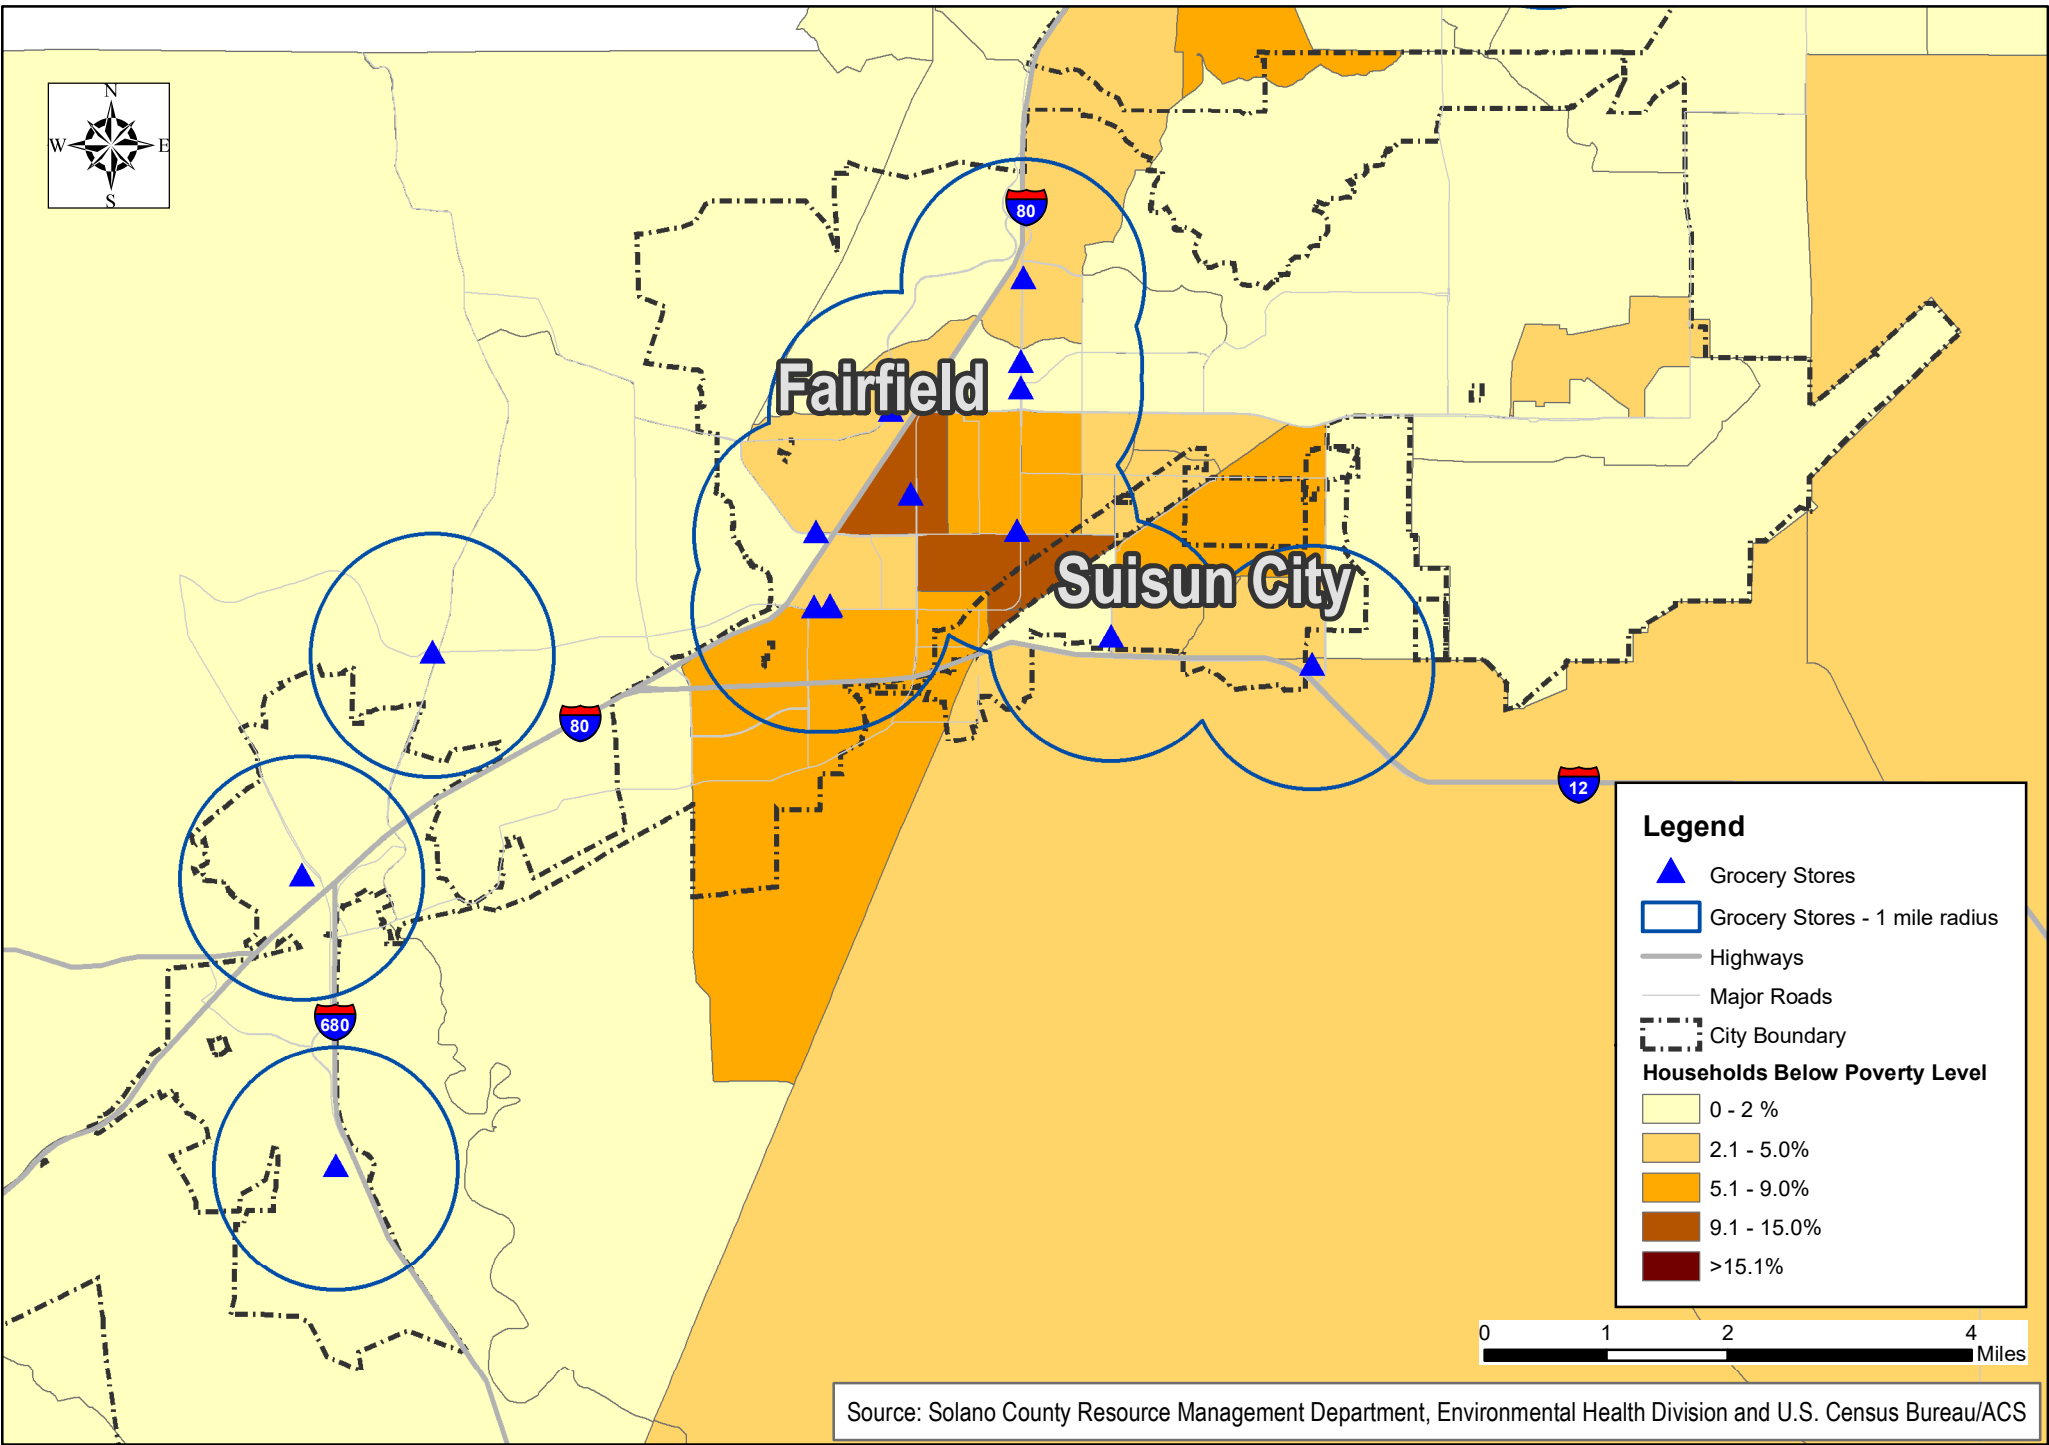 N
W E
S
80
Fairfield
Suisun City
80
12
680
Legend
Grocery Stores
Grocery Stores - 1 mile radius
Highways
Major Roads
City Boundary
Households Below Poverty Level
0 - 2 %
2.1 - 5.0%
5.1 - 9.0%
9.1 - 15.0%
>15.1%
0 1 2 4
Miles
Source: Solano County Resource Management Department, Environmental Health Division and U.S. Census Bureau/ACS